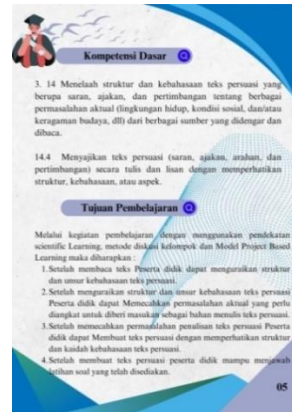 Kompetensi Dasar
3. 14 Menelaah struktur dan kebahasaan teks persuasi yang
berupa saran, ajakan, dan pertimbangan tentang berbagai
permasalahan aktual (lingkungan hidup, kondisi sosial, dan/atau
keragaman budaya, dll) dari berbagai sumber yang didengar dan
dibaca.
14.4 Menyajikan teks persuasi (saran, ajakan, arahan, dan
pertimbangan) secara tulis dan lisan dengan memperhatikan
struktur, kebahasaan, atau aspek.
Tujuan Pembelajaran
Melalui kegiatan pembelajaran dengan menggunakan pendekatan
scientific Learning, metode diskusi kelompok dan Model Project Based
Learning maka diharapkan :
1. Setelah membaca teks Peserta didik dapat menguraikan struktur
dan unsur kebahasaan teks persuasi.
2. Setelah menguraikan struktur dan unsur kebahasaan teks persuasi
Peserta didik dapat Memecahkan permasalahan aktual yang perlu
diangkat untuk diberi masukan sebagai bahan menulis teks persuasi.
3. Setelah memecahkan permasalahan penulisan teks persuasi Peserta
didik dapat Membuat teks persuasi dengan memperhatikan struktur
dan kaidah kebahasaan teks persuasi.
4. Setelah membuat teks persuasi peserta didik mampu menjawab
latihan soal yang telah disediakan.
05